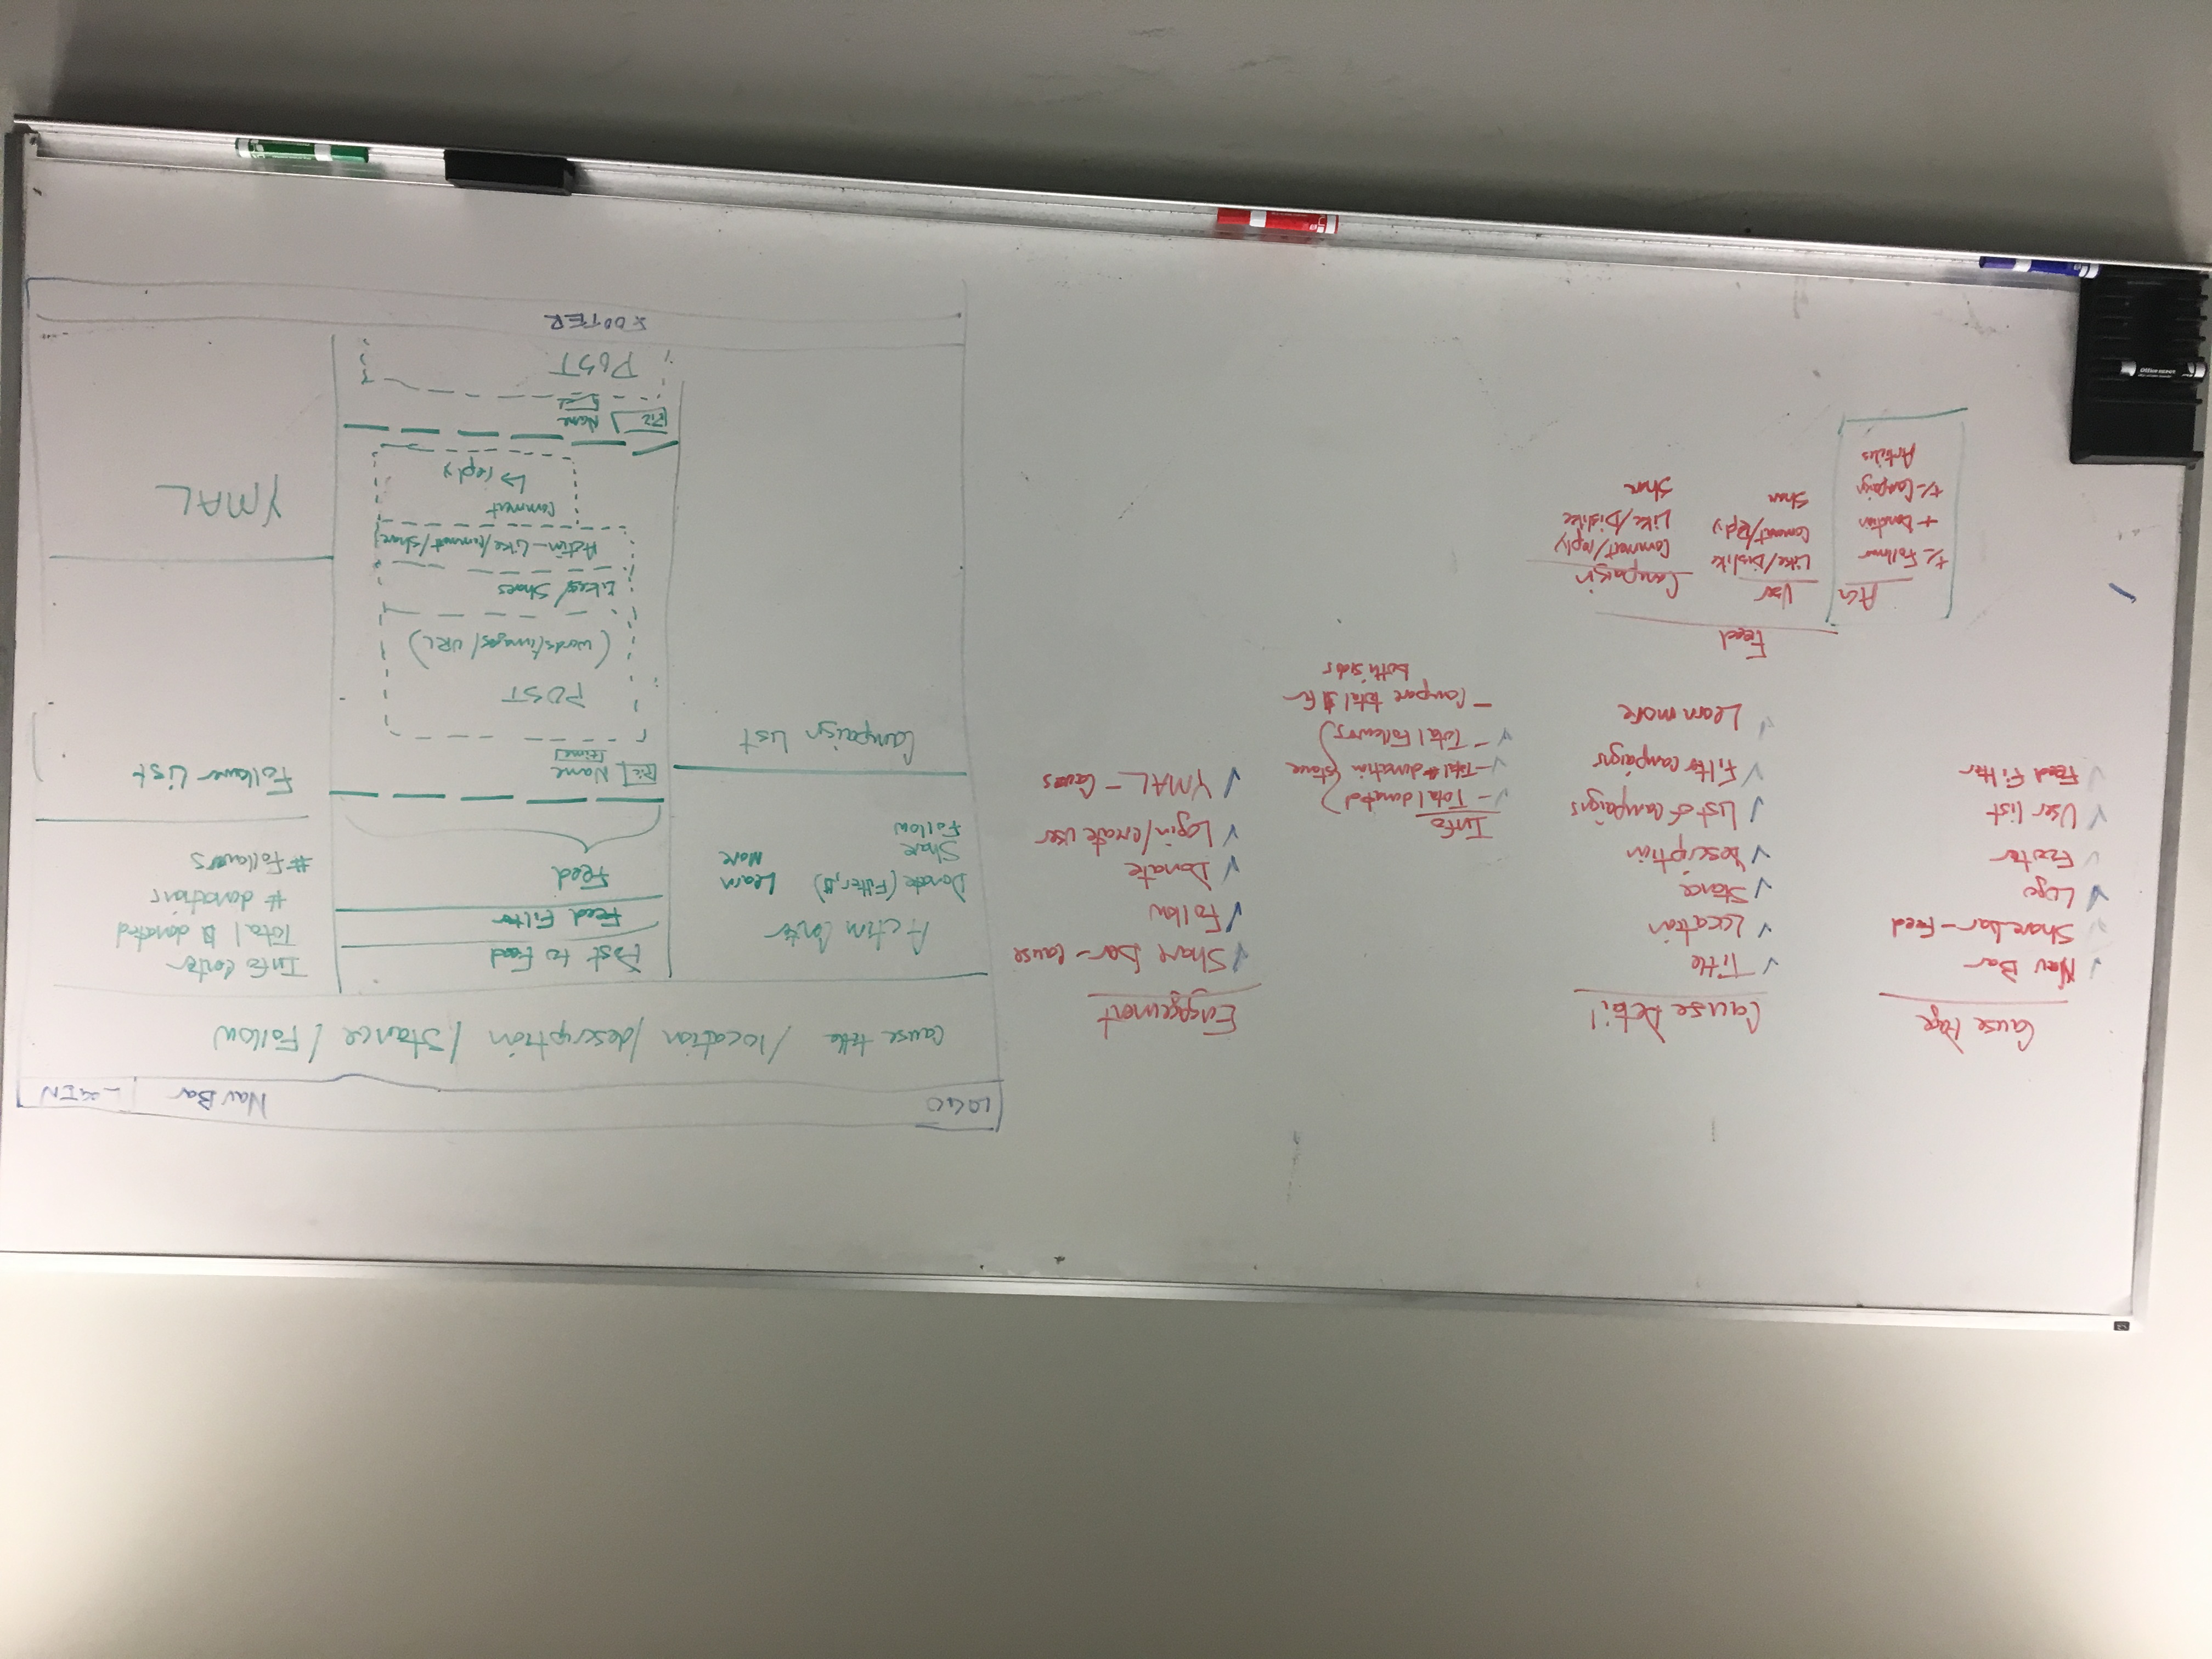 Cause Page
Nav Bar
Share bar - Feed
Logo
Footer
User list
Feed Filter
Cause Detail
Title
Location
Stance
Description
List of campaigns
Filter campaigns
Learn more
Info
- Total donated
- Total # donation } stance
- Total Followers
- Compare total $ for
both sides
Engagement
Share bar - cause
Follow
Donate
Login/create user
YMAL - Causes
Feed
+/- Follower
+ Donation
+/- Campaign
Articles
User
Like/Dislike
Comment/reply
Share
Campaign
Comment/reply
Like/Dislike
Share
LOGO
Nav Bar
LOGIN
Cause title /location /description /Stance / Follow
Action Center
Donate (Filter, $)
Learn
More
Share
Follow
Campaign List
Post to Feed
Feed Filter
Feed
Pic
Name
time
POST
(words/images/ URL)
Likes/ Shares
Action - Like/comment/share
Comment
↳ reply
Pic
Name
POST
Info Center
Total $ donated
# donations
# Followers
Follower List
YMAL
FOOTER